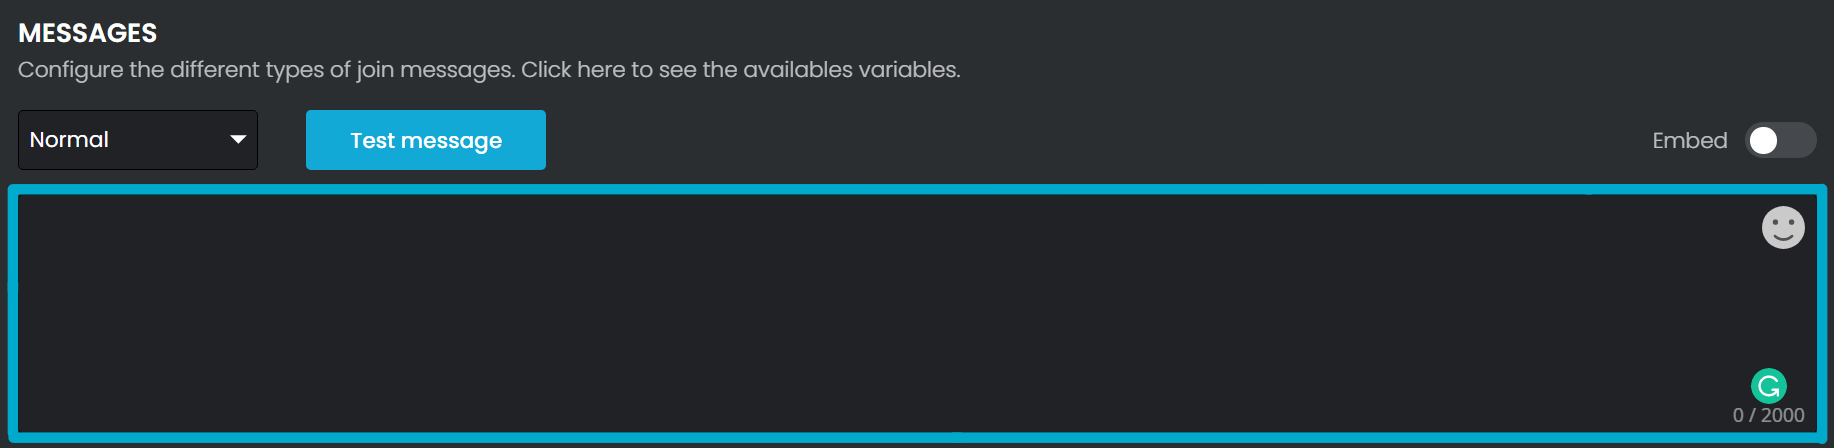 MESSAGES
Configure the different types of join messages. Click here to see the availables variables.
Normal
Test message
Embed
0 / 2000